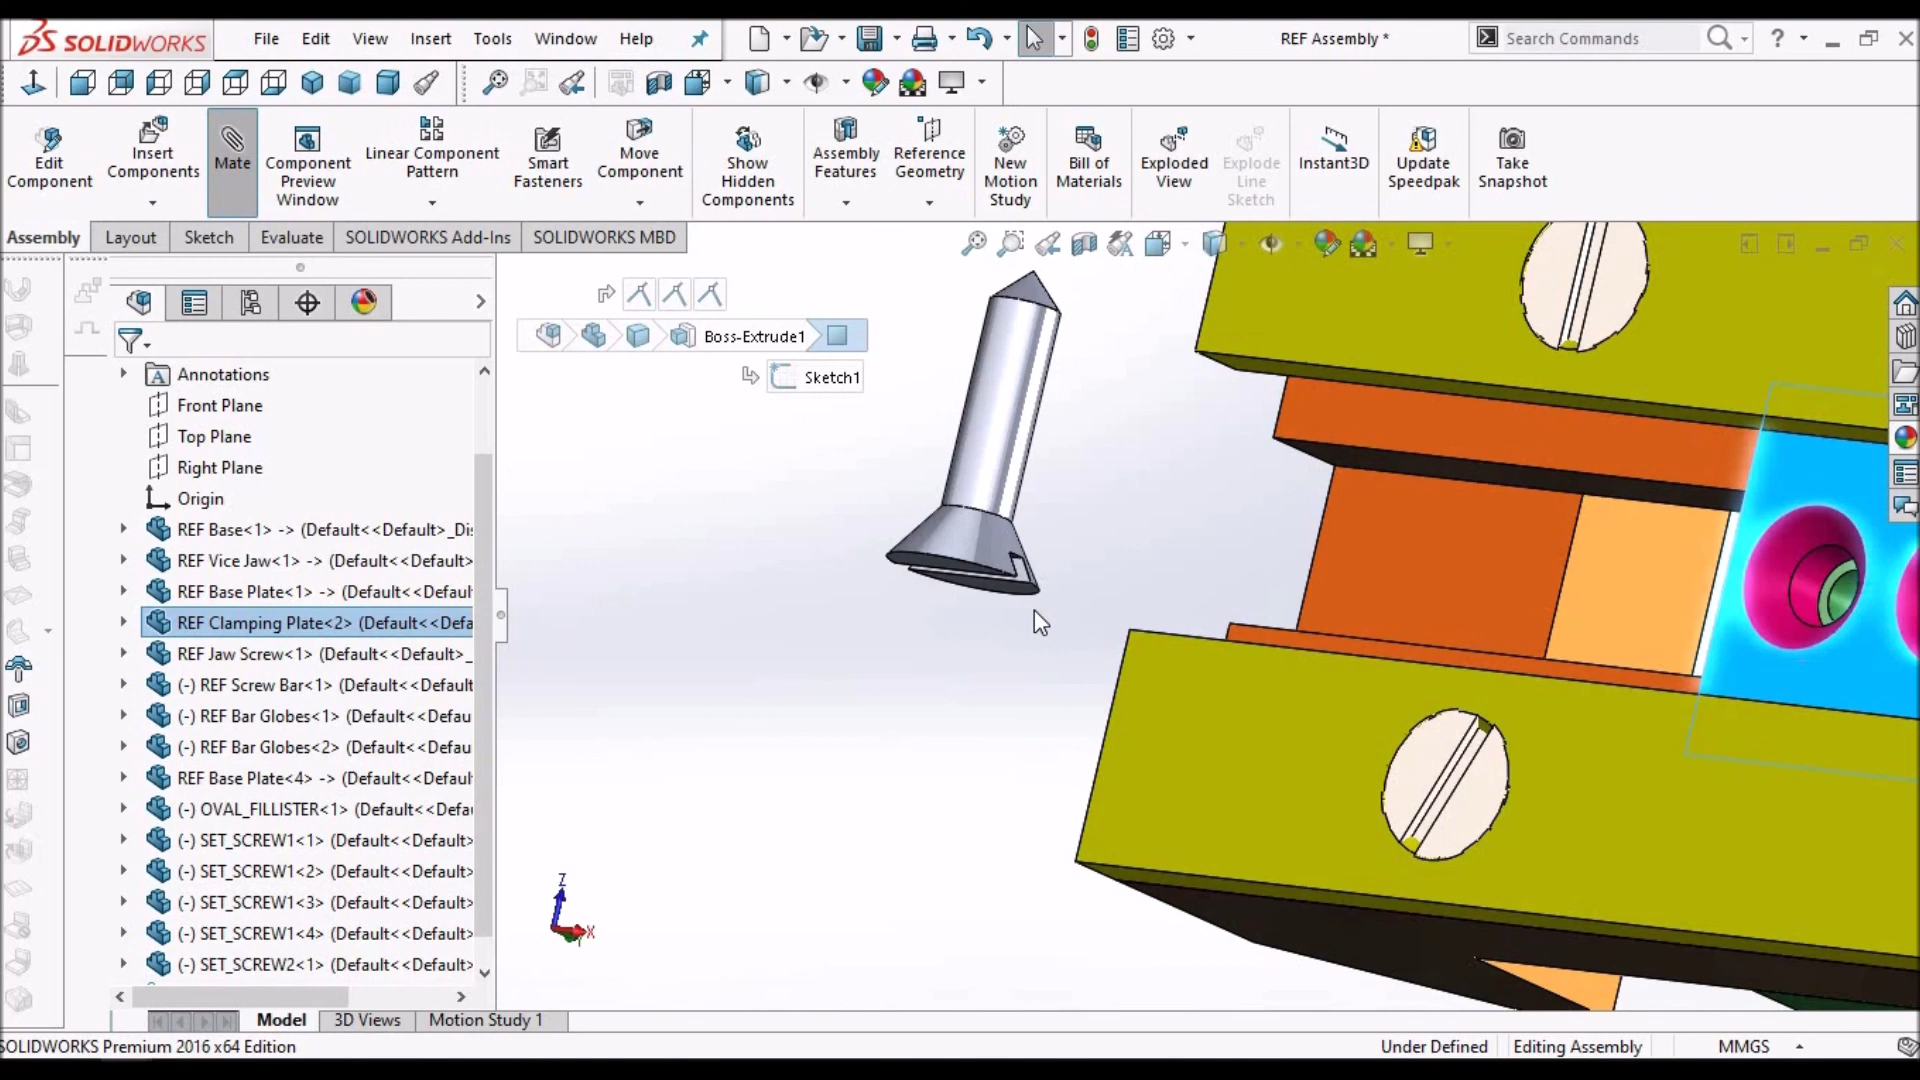 SOLIDWORKS
File Edit View Insert Tools Window Help
REF Assembly *
Search Commands
Edit Component
Insert Components
Mate
Component Preview Window
Linear Component Pattern
Smart Fasteners
Move Component
Show Hidden Components
Assembly Features
Reference Geometry
New Motion Study
Bill of Materials
Exploded View
Explode Line Sketch
Instant3D
Update Speedpak
Take Snapshot
Assembly Layout Sketch Evaluate SOLIDWORKS Add-Ins SOLIDWORKS MBD
Boss-Extrude1
Sketch1
Annotations
Front Plane
Top Plane
Right Plane
Origin
REF Base<1> -> (Default<<Default>_Di
REF Vice Jaw<1> -> (Default<<Default>
REF Base Plate<1> -> (Default<<Defaul
REF Clamping Plate<2> (Default<<Defa
REF Jaw Screw<1> (Default<<Default>_
(-) REF Screw Bar<1> (Default<<Default
(-) REF Bar Globes<1> (Default<<Defau
(-) REF Bar Globes<2> (Default<<Defau
REF Base Plate<4> -> (Default<<Defaul
(-) OVAL_FILLISTER<1> (Default<<Defa
(-) SET_SCREW1<1> (Default<<Default>
(-) SET_SCREW1<2> (Default<<Default>
(-) SET_SCREW1<3> (Default<<Default>
(-) SET_SCREW1<4> (Default<<Default>
(-) SET_SCREW2<1> (Default<<Default>
Z
X
Model 3D Views Motion Study 1
SOLIDWORKS Premium 2016 x64 Edition
Under Defined Editing Assembly MMGS